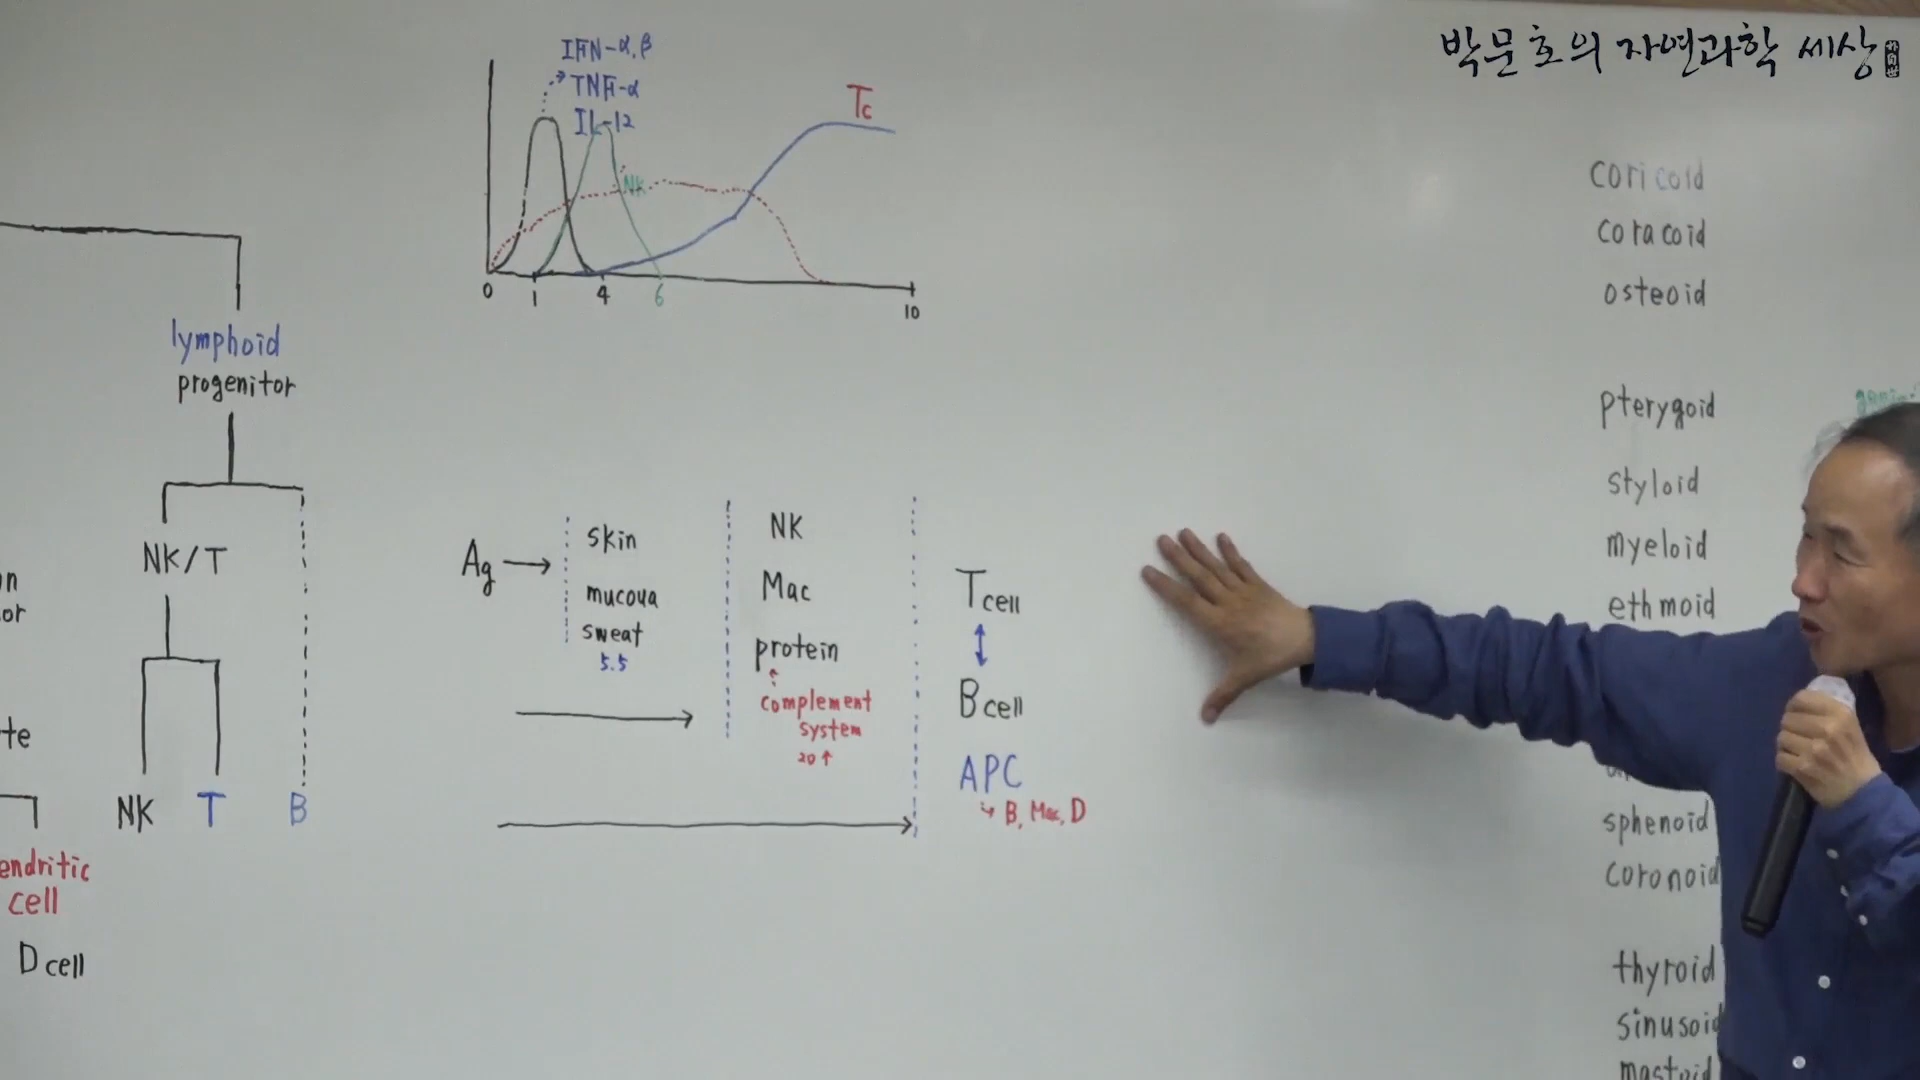 박문호의 자연과학 세상
IFN-α,β
TNF-α
IL-12
Tc
NK
0 1 4 6 10
lymphoid
progenitor
NK/T
NK T B
endritic
cell
D cell
Ag →
skin
mucoua
sweat
5.5
NK
Mac
protein
complement
system
20↑
T cell
B cell
APC
B, Mac, D
coricoid
coracoid
osteoid
pterygoid
styloid
myeloid
ethmoid
sphenoid
coronoid
thyroid
sinusoid
mastoid